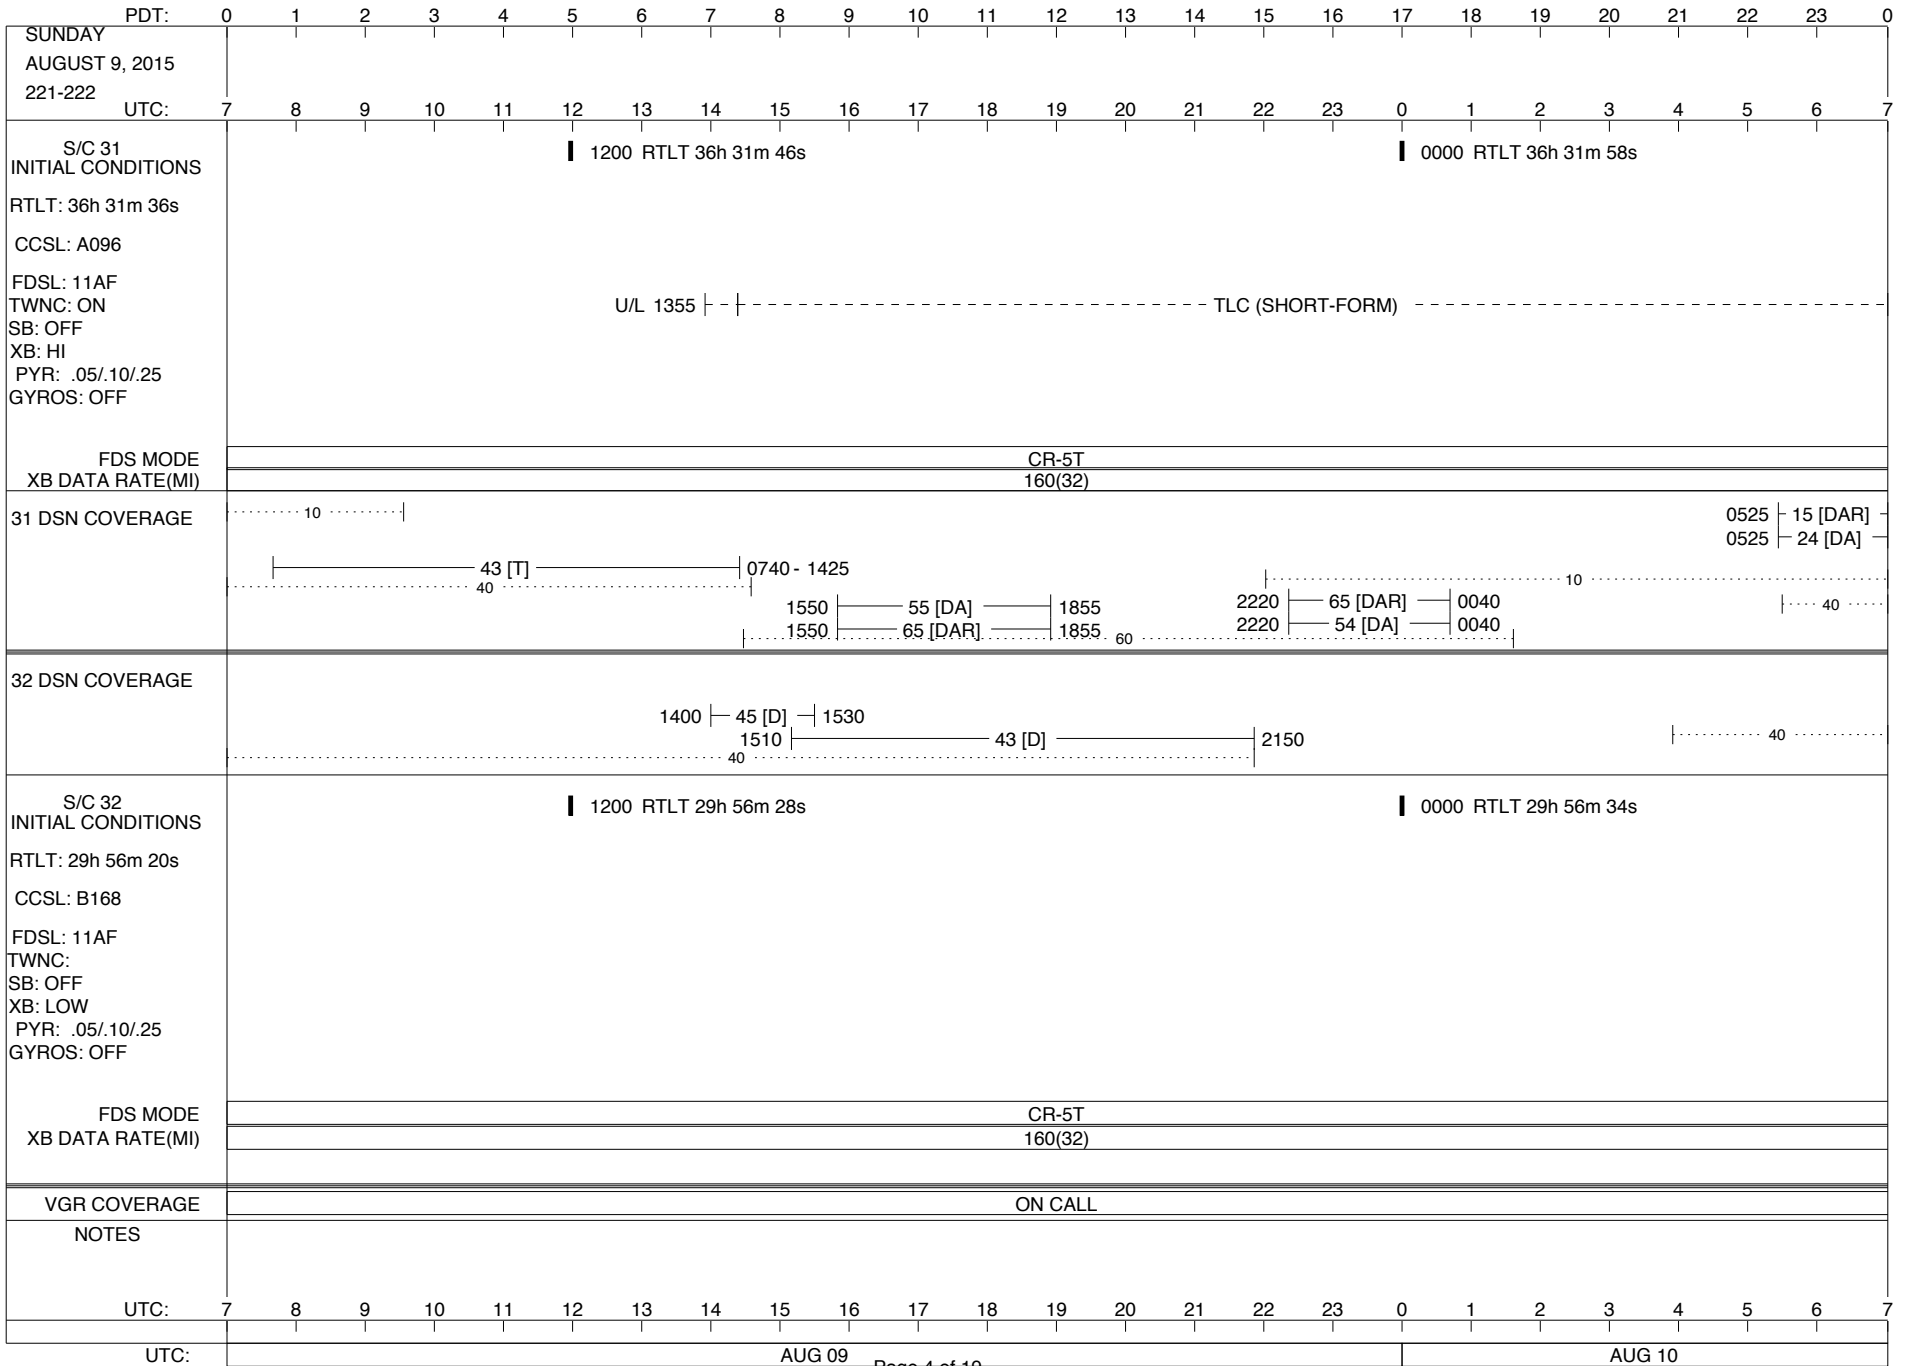 PDT: 0 1 2 3 4 5 6 7 8 9 10 11 12 13 14 15 16 17 18 19 20 21 22 23 0
SUNDAY
AUGUST 9, 2015
221-222
UTC: 7 8 9 10 11 12 13 14 15 16 17 18 19 20 21 22 23 0 1 2 3 4 5 6 7
S/C 31
INITIAL CONDITIONS
1200 RTLT 36h 31m 46s
0000 RTLT 36h 31m 58s
RTLT: 36h 31m 36s
CCSL: A096
FDSL: 11AF
TWNC: ON
U/L 1355
TLC (SHORT-FORM)
SB: OFF
XB: HI
PYR: .05/.10/.25
GYROS: OFF
FDS MODE
CR-5T
XB DATA RATE(MI)
160(32)
31 DSN COVERAGE
10
0525 15 [DAR]
0525 24 [DA]
43 [T] 0740 - 1425
40
10
1550 55 [DA] 1855
2220 65 [DAR] 0040
40
1550 65 [DAR] 1855
2220 54 [DA] 0040
60
32 DSN COVERAGE
1400 45 [D] 1530
1510 43 [D] 2150
40
40
S/C 32
INITIAL CONDITIONS
1200 RTLT 29h 56m 28s
0000 RTLT 29h 56m 34s
RTLT: 29h 56m 20s
CCSL: B168
FDSL: 11AF
TWNC:
SB: OFF
XB: LOW
PYR: .05/.10/.25
GYROS: OFF
FDS MODE
CR-5T
XB DATA RATE(MI)
160(32)
VGR COVERAGE
ON CALL
NOTES
UTC: 7 8 9 10 11 12 13 14 15 16 17 18 19 20 21 22 23 0 1 2 3 4 5 6 7
UTC: AUG 09
AUG 10
Page 4 of 19